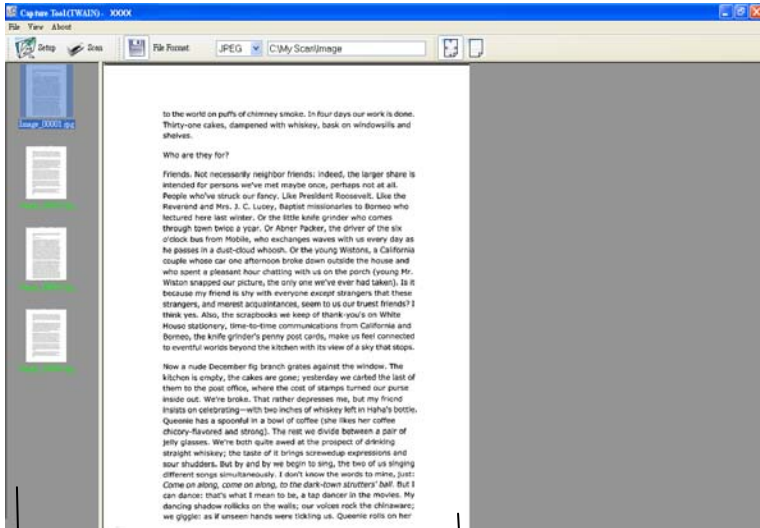 Capture Tool(TWAIN) - XXXX
File View About
Setup Scan File Format JPEG C:\My Scan\Image
Image_00001.jpg
to the world on puffs of chimney smoke. In four days our work is done.
Thirty-one cakes, dampened with whiskey, bask on windowsills and
shelves.
Who are they for?
Friends. Not necessarily neighbor friends: indeed, the larger share is
intended for persons we've met maybe once, perhaps not at all.
People who've struck our fancy. Like President Roosevelt. Like the
Reverend and Mrs. J. C. Lucey, Baptist missionaries to Borneo who
lectured here last winter. Or the little knife grinder who comes
through town twice a year. Or Abner Packer, the driver of the six
o'clock bus from Mobile, who exchanges waves with us every day as
he passes in a dust-cloud whoosh. Or the young Wistons, a California
couple whose car one afternoon broke down outside the house and
who spent a pleasant hour chatting with us on the porch (young Mr.
Wiston snapped our picture, the only one we've ever had taken). Is it
because my friend is shy with everyone except strangers that these
strangers, and merest acquaintances, seem to us our truest friends? I
think yes. Also, the scrapbooks we keep of thank-you's on White
House stationery, time-to-time communications from California and
Borneo, the knife grinder's penny post cards, make us feel connected
to eventful worlds beyond the kitchen with its view of a sky that stops.
Now a nude December fig branch grates against the window. The
kitchen is empty, the cakes are gone; yesterday we carted the last of
them to the post office, where the cost of stamps turned our purse
inside out. We're broke. That rather depresses me, but my friend
insists on celebrating—with two inches of whiskey left in Haha's bottle.
Queenie has a spoonful in a bowl of coffee (she likes her coffee
chicory-flavored and strong). The rest we divide between a pair of
jelly glasses. We're both quite awed at the prospect of drinking
straight whiskey; the taste of it brings screwedup expressions and
sour shudders. But by and by we begin to sing, the two of us singing
different songs simultaneously. I don't know the words to mine, just:
Come on along, come on along, to the dark-town strutters' ball. But I
can dance: that's what I mean to be, a tap dancer in the movies. My
dancing shadow rollicks on the walls; our voices rock the chinaware;
we giggle: as if unseen hands were tickling us. Queenie rolls on her